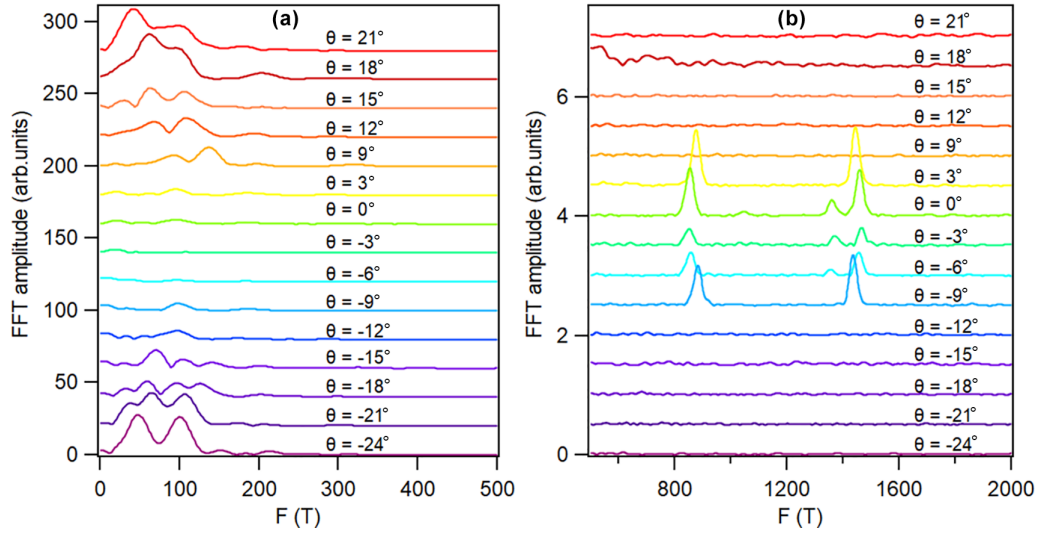 (a)
FFT amplitude (arb.units)
300
250
200
150
100
50
0
θ = 21°
θ = 18°
θ = 15°
θ = 12°
θ = 9°
θ = 3°
θ = 0°
θ = -3°
θ = -6°
θ = -9°
θ = -12°
θ = -15°
θ = -18°
θ = -21°
θ = -24°
0 100 200 300 400 500
F (T)
(b)
FFT amplitude (arb.units)
6
4
2
0
θ = 21°
θ = 18°
θ = 15°
θ = 12°
θ = 9°
θ = 3°
θ = 0°
θ = -3°
θ = -6°
θ = -9°
θ = -12°
θ = -15°
θ = -18°
θ = -21°
θ = -24°
800 1200 1600 2000
F (T)